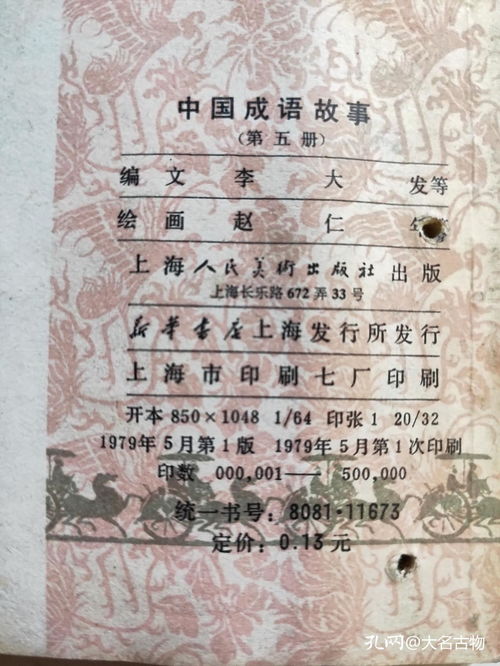 中国成语故事
(第五册)
编文 李大发等
绘画 赵仁年等
上海人民美術出版社出版
上海长乐路672弄33号
新华書店上海发行所发行
上海市印刷七厂印刷
开本 850×1048 1/64 印张 1 20/32
1979年5月第1版 1979年5月第1次印刷
印数 000,001—500,000
统一书号：8081·11673
定价：0.13元
孔网@大名古物